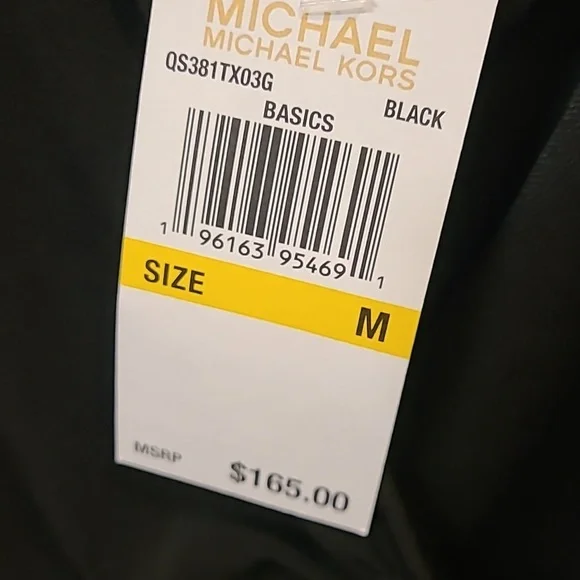 MICHAEL
MICHAEL KORS
QS381TX03G
BLACK
BASICS
1 96163 95469 1
SIZE M
MSRP $165.00